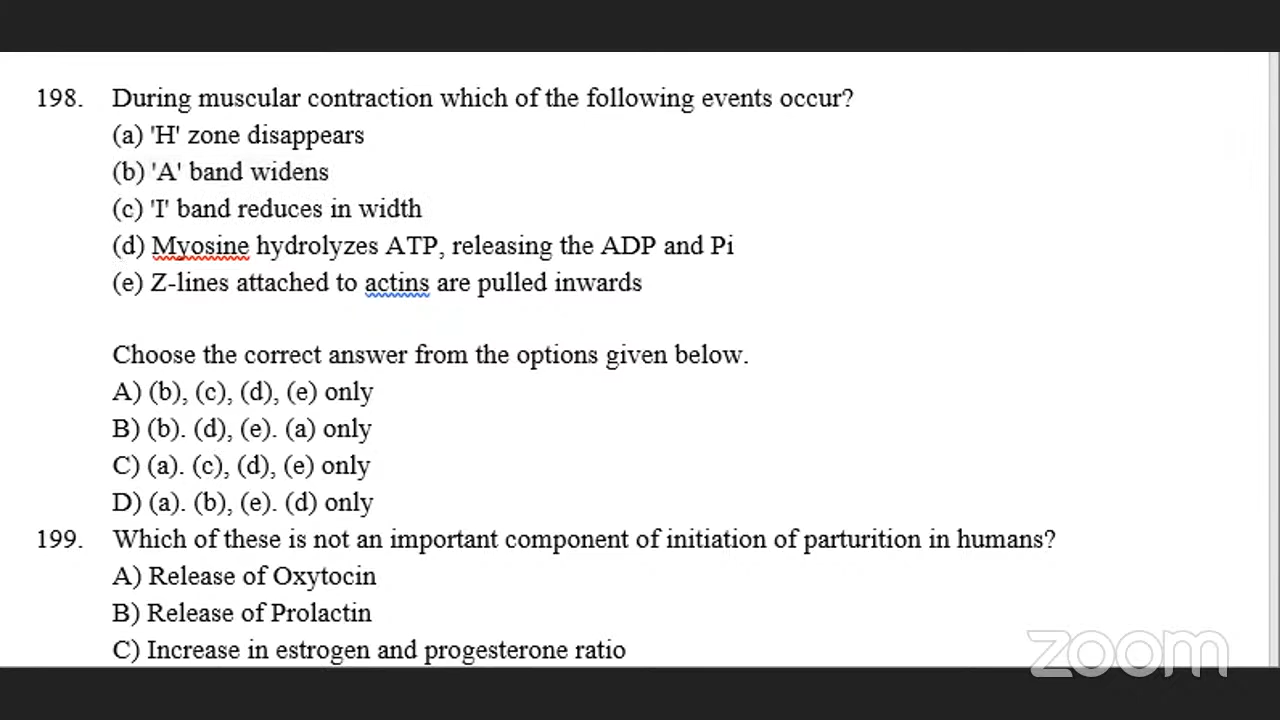 198. During muscular contraction which of the following events occur?
(a) 'H' zone disappears
(b) 'A' band widens
(c) 'I' band reduces in width
(d) Myosine hydrolyzes ATP, releasing the ADP and Pi
(e) Z-lines attached to actins are pulled inwards
Choose the correct answer from the options given below.
A) (b), (c), (d), (e) only
B) (b). (d), (e). (a) only
C) (a). (c), (d), (e) only
D) (a). (b), (e). (d) only
199. Which of these is not an important component of initiation of parturition in humans?
A) Release of Oxytocin
B) Release of Prolactin
C) Increase in estrogen and progesterone ratio
zoom